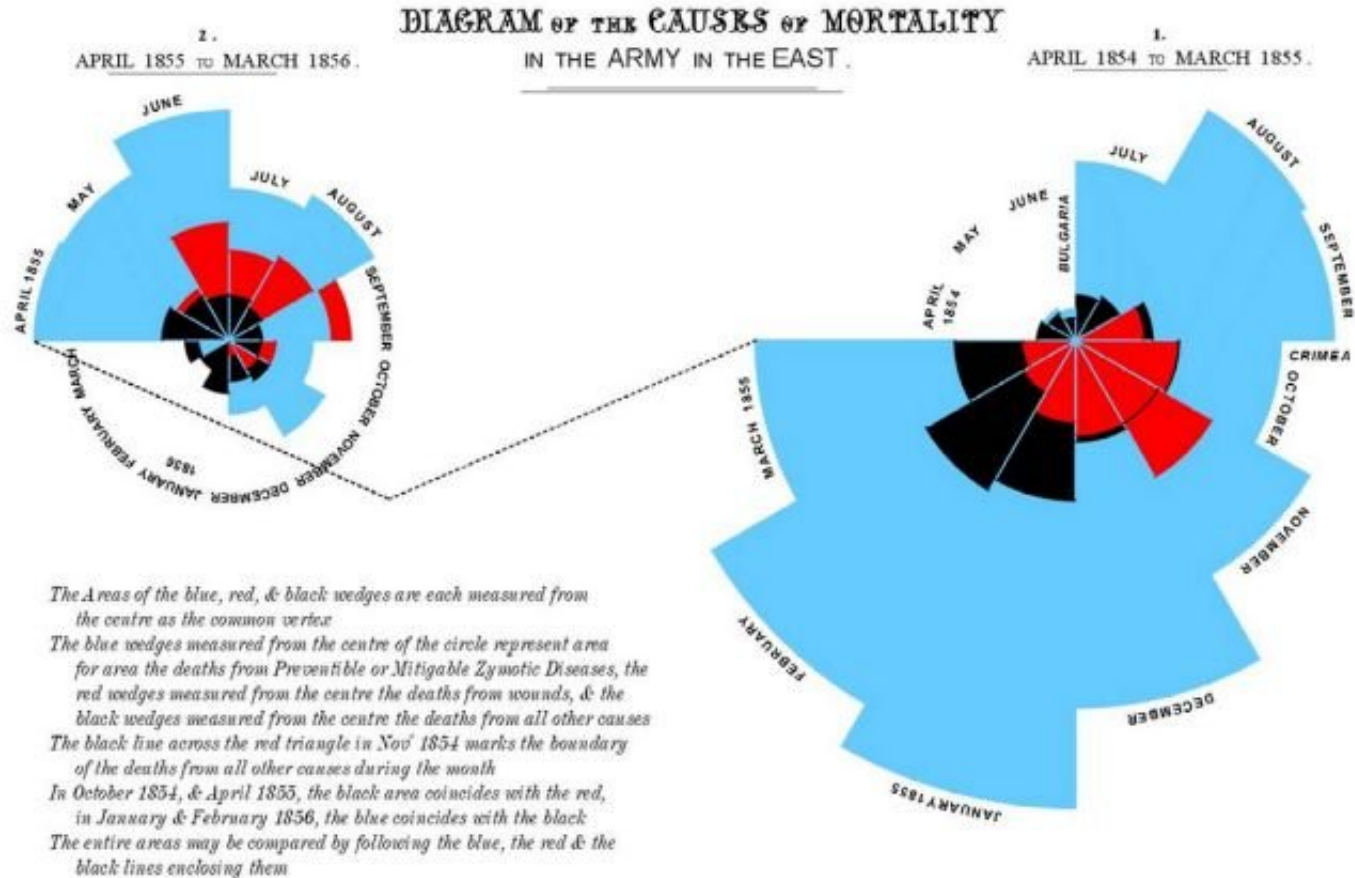 DIAGRAM OF THE CAUSES OF MORTALITY
IN THE ARMY IN THE EAST.
2.
APRIL 1855 TO MARCH 1856.
1.
APRIL 1854 TO MARCH 1855.
APRIL 1855
MAY
JUNE
JULY
AUGUST
SEPTEMBER
OCTOBER
NOVEMBER
DECEMBER
JANUARY
1856
FEBRUARY
MARCH
APRIL
1854
MAY
JUNE
BULGARIA
JULY
AUGUST
SEPTEMBER
CRIMEA
OCTOBER
NOVEMBER
DECEMBER
JANUARY 1855
FEBRUARY
MARCH 1855
The Areas of the blue, red, & black wedges are each measured from
the centre as the common vertex
The blue wedges measured from the centre of the circle represent area
for area the deaths from Preventible or Mitigable Zymotic Diseases, the
red wedges measured from the centre the deaths from wounds, & the
black wedges measured from the centre the deaths from all other causes
The black line across the red triangle in Nov' 1854 marks the boundary
of the deaths from all other causes during the month
In October 1854, & April 1855, the black area coincides with the red,
in January & February 1856, the blue coincides with the black
The entire areas may be compared by following the blue, the red & the
black lines enclosing them